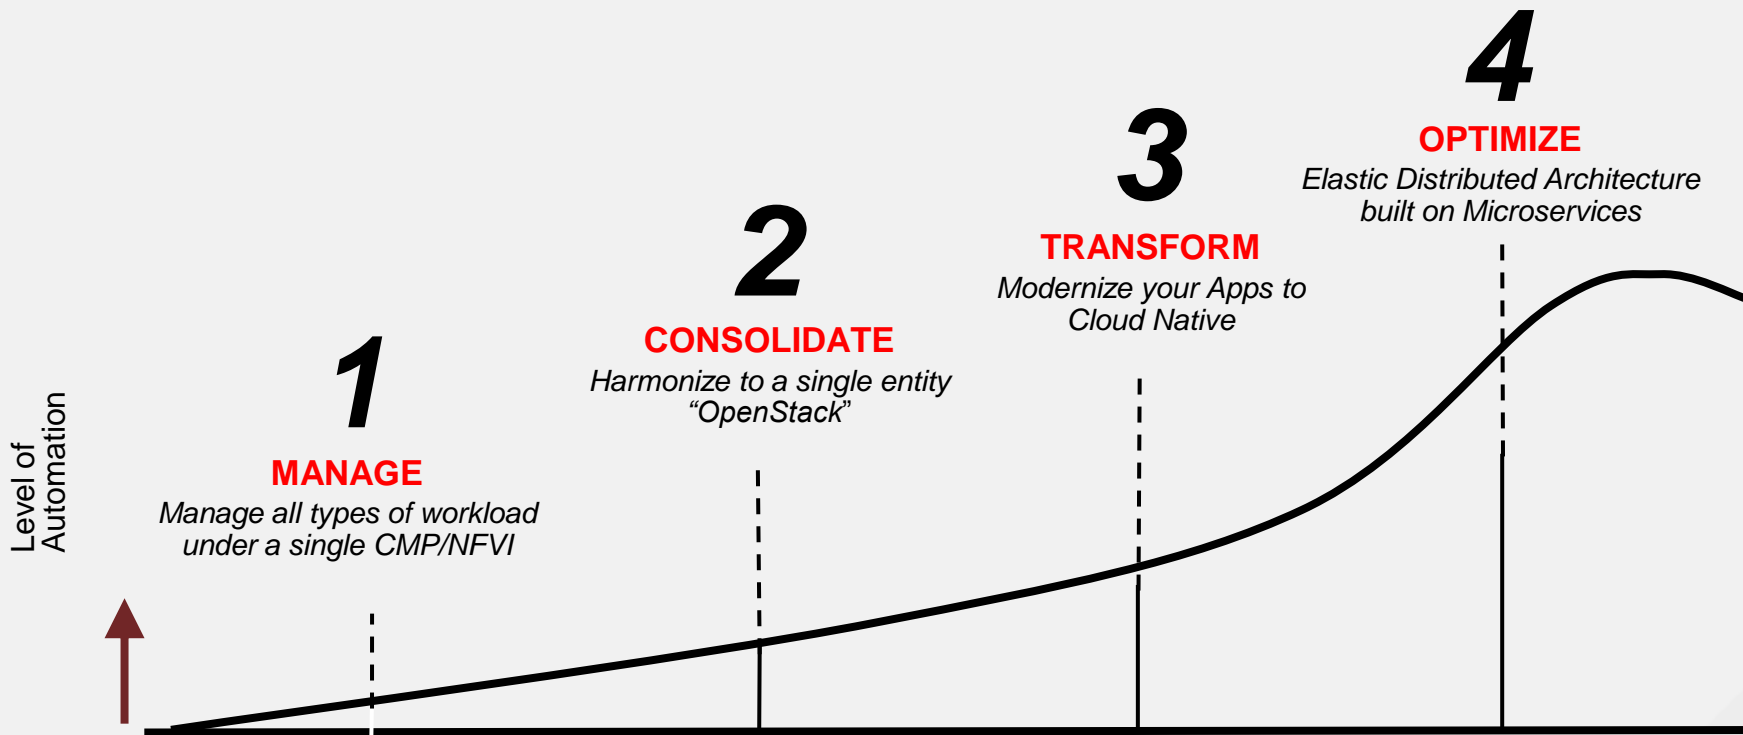 Level of
Automation
1
MANAGE
Manage all types of workload
under a single CMP/NFVI
2
CONSOLIDATE
Harmonize to a single entity
“OpenStack”
3
TRANSFORM
Modernize your Apps to
Cloud Native
4
OPTIMIZE
Elastic Distributed Architecture
built on Microservices